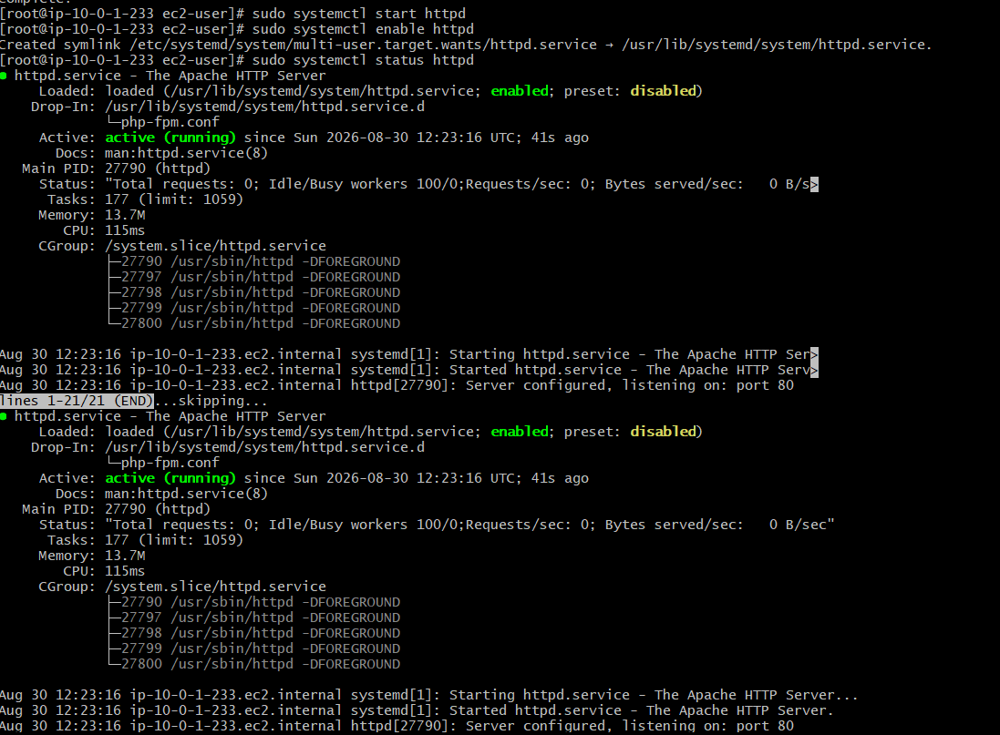 [root@ip-10-0-1-233 ec2-user]# sudo systemctl start httpd
[root@ip-10-0-1-233 ec2-user]# sudo systemctl enable httpd
Created symlink /etc/systemd/system/multi-user.target.wants/httpd.service → /usr/lib/systemd/system/httpd.service.
[root@ip-10-0-1-233 ec2-user]# sudo systemctl status httpd
● httpd.service - The Apache HTTP Server
     Loaded: loaded (/usr/lib/systemd/system/httpd.service; enabled; preset: disabled)
    Drop-In: /usr/lib/systemd/system/httpd.service.d
             └─php-fpm.conf
     Active: active (running) since Sun 2026-08-30 12:23:16 UTC; 41s ago
       Docs: man:httpd.service(8)
   Main PID: 27790 (httpd)
     Status: "Total requests: 0; Idle/Busy workers 100/0;Requests/sec: 0; Bytes served/sec:   0 B/s>
      Tasks: 177 (limit: 1059)
     Memory: 13.7M
        CPU: 115ms
     CGroup: /system.slice/httpd.service
             ├─27790 /usr/sbin/httpd -DFOREGROUND
             ├─27797 /usr/sbin/httpd -DFOREGROUND
             ├─27798 /usr/sbin/httpd -DFOREGROUND
             ├─27799 /usr/sbin/httpd -DFOREGROUND
             └─27800 /usr/sbin/httpd -DFOREGROUND
Aug 30 12:23:16 ip-10-0-1-233.ec2.internal systemd[1]: Starting httpd.service - The Apache HTTP Ser>
Aug 30 12:23:16 ip-10-0-1-233.ec2.internal systemd[1]: Started httpd.service - The Apache HTTP Serv>
Aug 30 12:23:16 ip-10-0-1-233.ec2.internal httpd[27790]: Server configured, listening on: port 80
lines 1-21/21 (END)...skipping...
● httpd.service - The Apache HTTP Server
     Loaded: loaded (/usr/lib/systemd/system/httpd.service; enabled; preset: disabled)
    Drop-In: /usr/lib/systemd/system/httpd.service.d
             └─php-fpm.conf
     Active: active (running) since Sun 2026-08-30 12:23:16 UTC; 41s ago
       Docs: man:httpd.service(8)
   Main PID: 27790 (httpd)
     Status: "Total requests: 0; Idle/Busy workers 100/0;Requests/sec: 0; Bytes served/sec:   0 B/sec"
      Tasks: 177 (limit: 1059)
     Memory: 13.7M
        CPU: 115ms
     CGroup: /system.slice/httpd.service
             ├─27790 /usr/sbin/httpd -DFOREGROUND
             ├─27797 /usr/sbin/httpd -DFOREGROUND
             ├─27798 /usr/sbin/httpd -DFOREGROUND
             ├─27799 /usr/sbin/httpd -DFOREGROUND
             └─27800 /usr/sbin/httpd -DFOREGROUND
Aug 30 12:23:16 ip-10-0-1-233.ec2.internal systemd[1]: Starting httpd.service - The Apache HTTP Server...
Aug 30 12:23:16 ip-10-0-1-233.ec2.internal systemd[1]: Started httpd.service - The Apache HTTP Server.
Aug 30 12:23:16 ip-10-0-1-233.ec2.internal httpd[27790]: Server configured, listening on: port 80